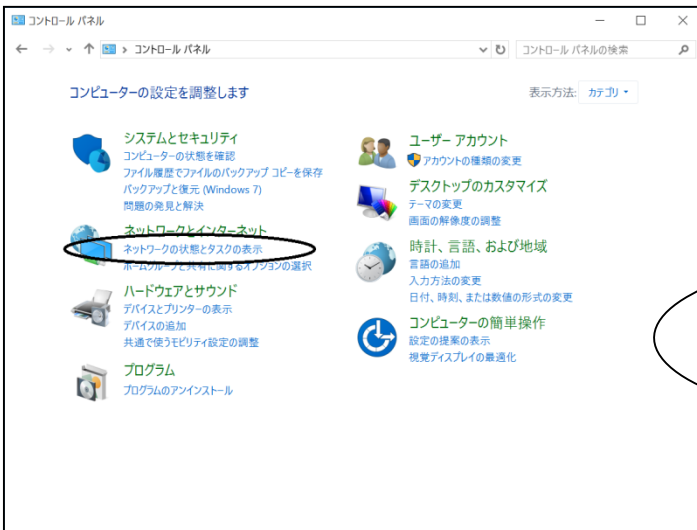 コントロール パネル
コントロール パネル
コントロール パネルの検索
コンピューターの設定を調整します
表示方法: カテゴリ
システムとセキュリティ
コンピューターの状態を確認
ファイル履歴でファイルのバックアップ コピーを保存
バックアップと復元 (Windows 7)
問題の発見と解決
ネットワークとインターネット
ネットワークの状態とタスクの表示
ホームグループと共有に関するオプションの選択
ハードウェアとサウンド
デバイスとプリンターの表示
デバイスの追加
共通で使うモビリティ設定の調整
プログラム
プログラムのアンインストール
ユーザー アカウント
アカウントの種類の変更
デスクトップのカスタマイズ
テーマの変更
画面の解像度の調整
時計、言語、および地域
言語の追加
入力方法の変更
日付、時刻、または数値の形式の変更
コンピューターの簡単操作
設定の提案の表示
視覚ディスプレイの最適化